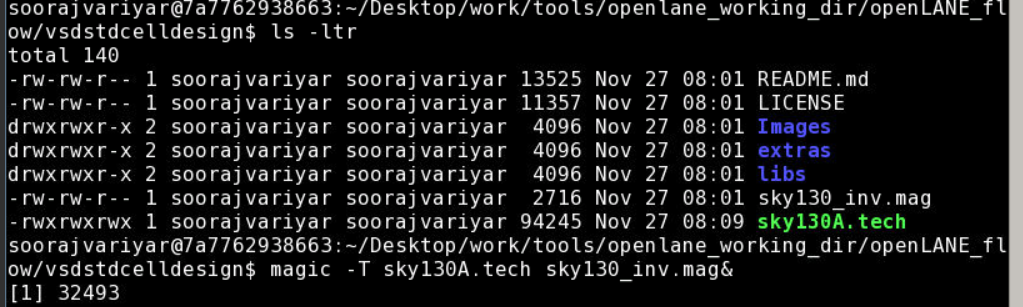 soorajvariyar@7a7762938663:~/Desktop/work/tools/openlane_working_dir/openLANE_fl
ow/vsdstdcelldesign$ ls -ltr
total 140
-rw-rw-r-- 1 soorajvariyar soorajvariyar 13525 Nov 27 08:01 README.md
-rw-rw-r-- 1 soorajvariyar soorajvariyar 11357 Nov 27 08:01 LICENSE
drwxrwxr-x 2 soorajvariyar soorajvariyar  4096 Nov 27 08:01 Images
drwxrwxr-x 2 soorajvariyar soorajvariyar  4096 Nov 27 08:01 extras
drwxrwxr-x 2 soorajvariyar soorajvariyar  4096 Nov 27 08:01 libs
-rw-rw-r-- 1 soorajvariyar soorajvariyar  2716 Nov 27 08:01 sky130_inv.mag
-rwxrwxrwx 1 soorajvariyar soorajvariyar 94245 Nov 27 08:09 sky130A.tech
soorajvariyar@7a7762938663:~/Desktop/work/tools/openlane_working_dir/openLANE_fl
ow/vsdstdcelldesign$ magic -T sky130A.tech sky130_inv.mag&
[1] 32493